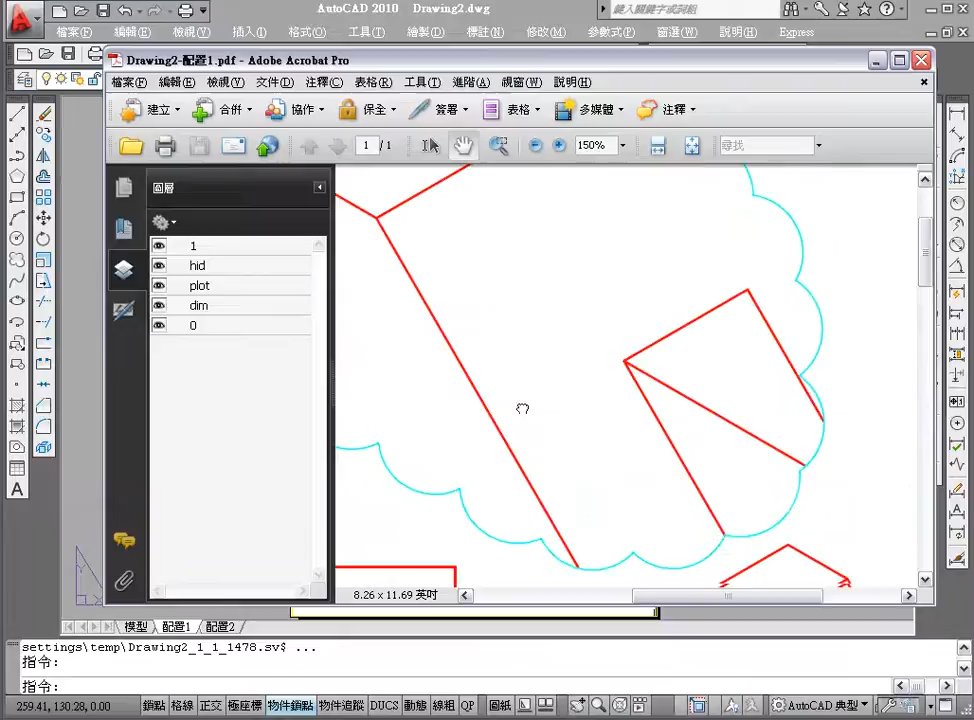 AutoCAD 2010 Drawing2.dwg
鍵入關鍵字或片語
檔案(F) 編輯(E) 檢視(V) 插入(I) 格式(O) 工具(T) 繪製(D) 標註(N) 修改(M) 參數式(P) 視窗(W) 說明(H) Express
Drawing2-配置1.pdf - Adobe Acrobat Pro
檔案(F) 編輯(E) 檢視(V) 文件(D) 注釋(C) 表格(R) 工具(T) 進階(A) 視窗(W) 說明(H)
建立 合併 協作 保全 簽署 表格 多媒體 注釋
1 / 1 150% 尋找
圖層
1
hid
plot
dim
0
8.26 x 11.69 英吋
模型 配置1 配置2
settings\temp\Drawing2_1_1_1478.sv$ ...
指令:
指令:
259.41, 130.28, 0.00 鎖點 格線 正交 極座標 物件鎖點 物件追蹤 DUCS 動態 線粗 QP 圖紙 AutoCAD 典型